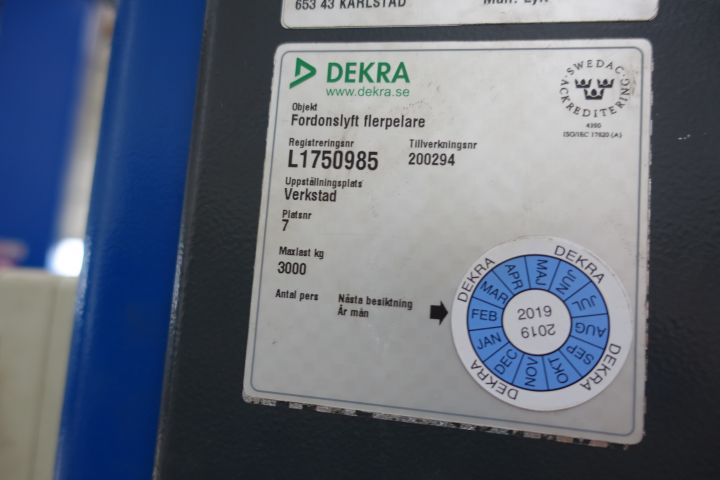 653 43 KARLSTAD
DEKRA
www.dekra.se
SWEDAC
ACKREDITERING
4390
ISO/IEC 17020 (A)
Objekt
Fordonslyft flerpelare
Registreringsnr Tillverkningsnr
L1750985 200294
Uppställningsplats
Verkstad
Platsnr
7
Maxlast kg
3000
Antal pers Nästa besiktning
År mån
DEKRA DEKRA DEKRA DEKRA
JAN FEB MAR APR MAJ JUN JUL AUG SEP OKT NOV DEC
2019
2019